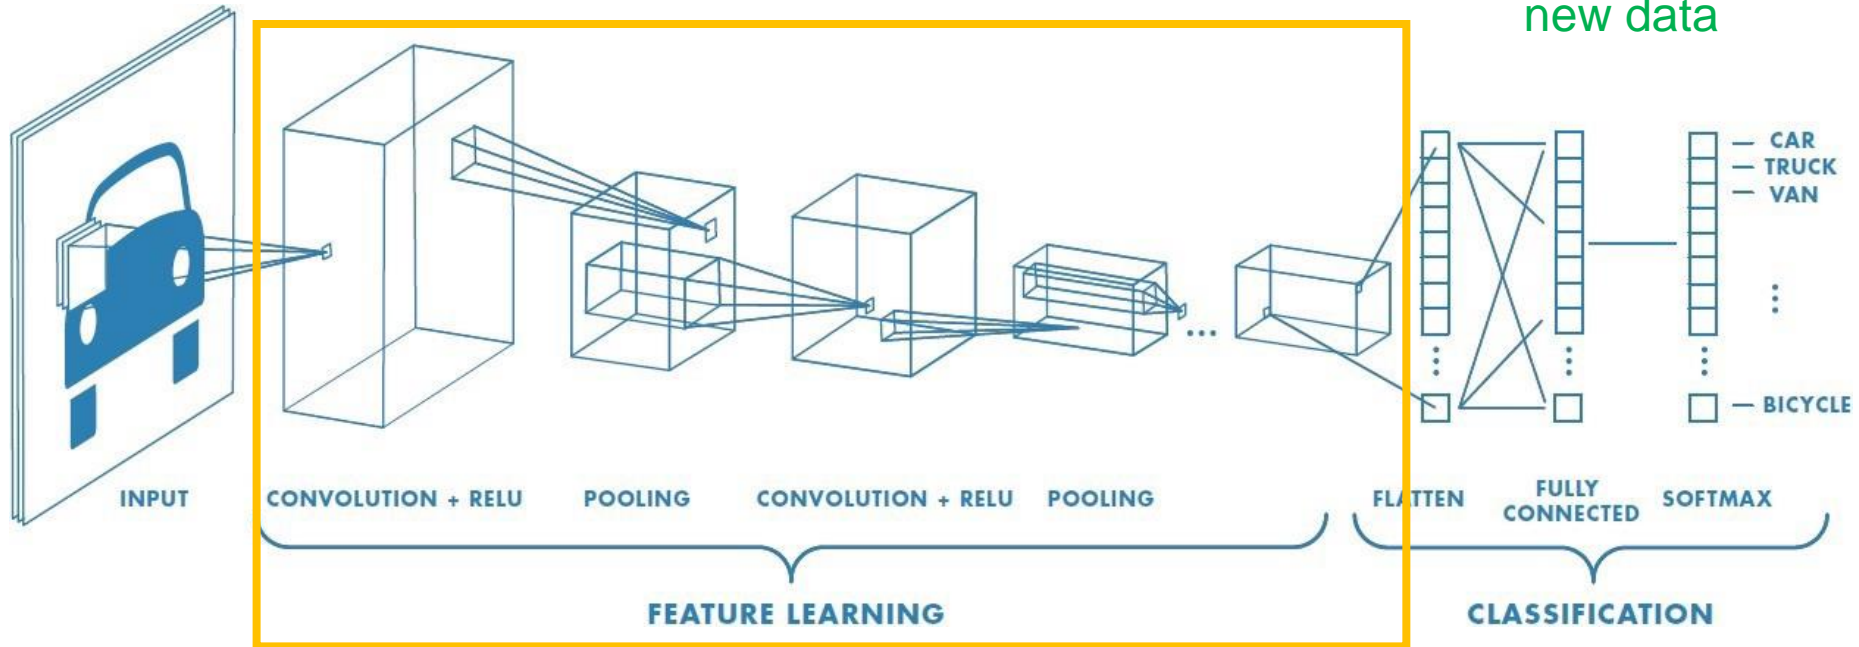 new data
CAR
TRUCK
VAN
BICYCLE
INPUT
CONVOLUTION + RELU
POOLING
CONVOLUTION + RELU
POOLING
FLATTEN
FULLY
CONNECTED
SOFTMAX
FEATURE LEARNING
CLASSIFICATION